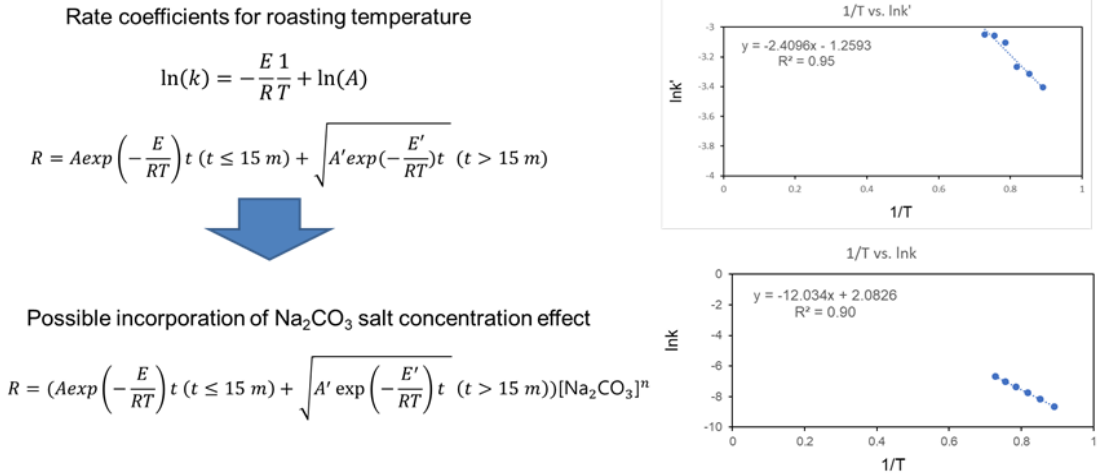 Rate coefficients for roasting temperature
ln(k) = −E/R 1/T + ln(A)
R = Aexp(−E/RT)t (t ≤ 15 m) + √(A′exp(−E′/RT)t) (t > 15 m)
Possible incorporation of Na₂CO₃ salt concentration effect
R = (Aexp(−E/RT)t (t ≤ 15 m) + √(A′ exp(−E′/RT)t) (t > 15 m))[Na₂CO₃]ⁿ
1/T vs. lnk'
y = -2.4096x - 1.2593
R² = 0.95
lnk'
-3
-3.2
-3.4
-3.6
-3.8
-4
0 0.2 0.4 0.6 0.8 1
1/T
1/T vs. lnk
y = -12.034x + 2.0826
R² = 0.90
lnk
0
-2
-4
-6
-8
-10
0 0.2 0.4 0.6 0.8 1
1/T